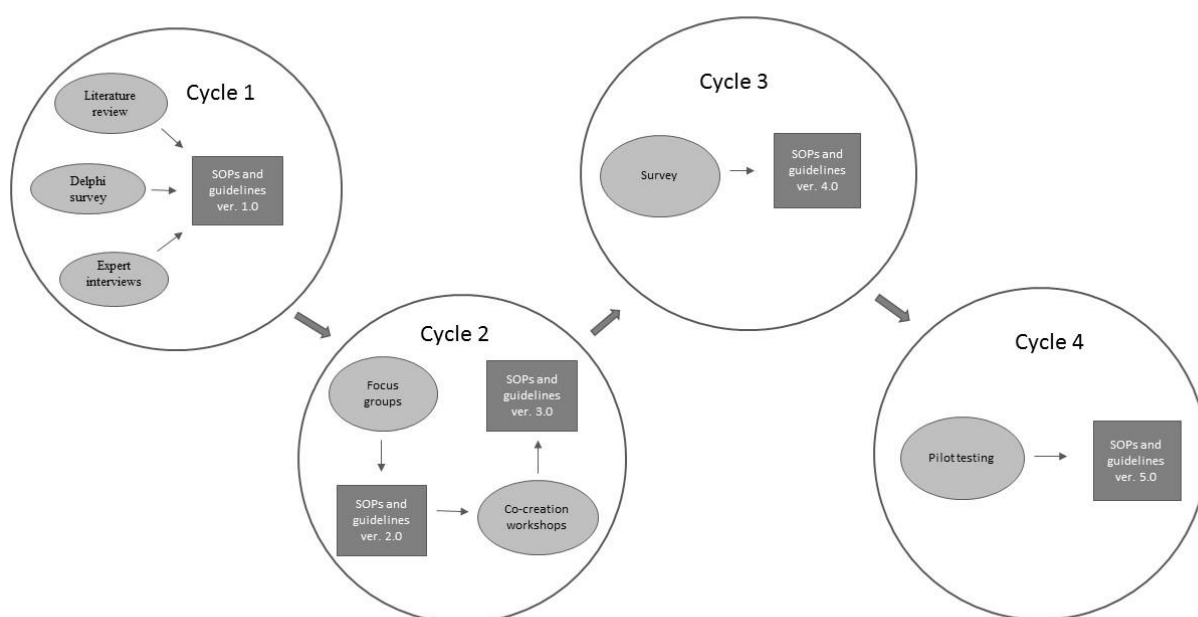 Cycle 1
Literature
review
Delphi
survey
Expert
interviews
SOPs and
guidelines
ver. 1.0
Cycle 2
Focus
groups
SOPs and
guidelines
ver. 2.0
Co-creation
workshops
SOPs and
guidelines
ver. 3.0
Cycle 3
Survey
SOPs and
guidelines
ver. 4.0
Cycle 4
Pilot testing
SOPs and
guidelines
ver. 5.0